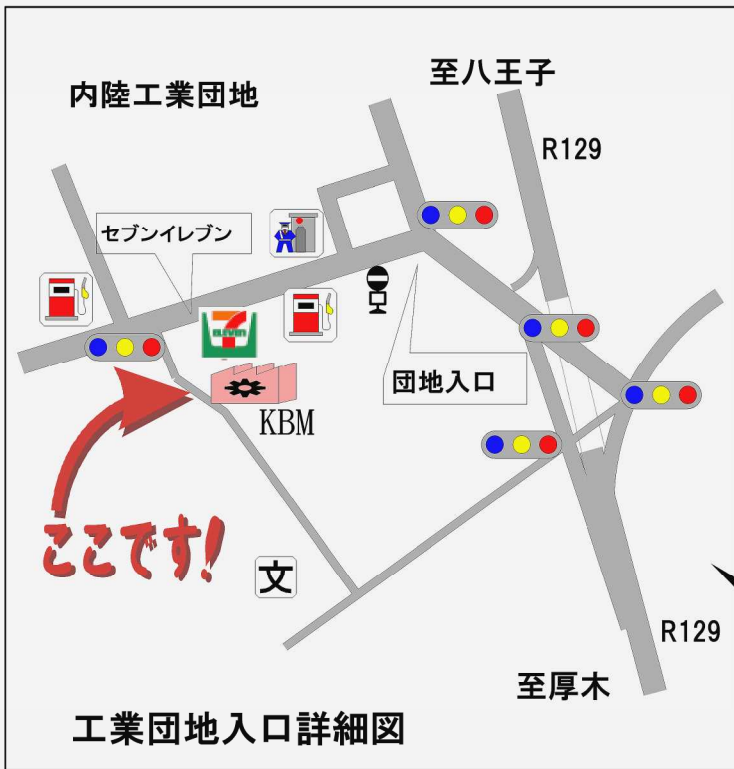 至八王子
内陸工業団地
R129
セブンイレブン
ELEVEN
団地入口
KBM
ここです!
文
R129
至厚木
工業団地入口詳細図